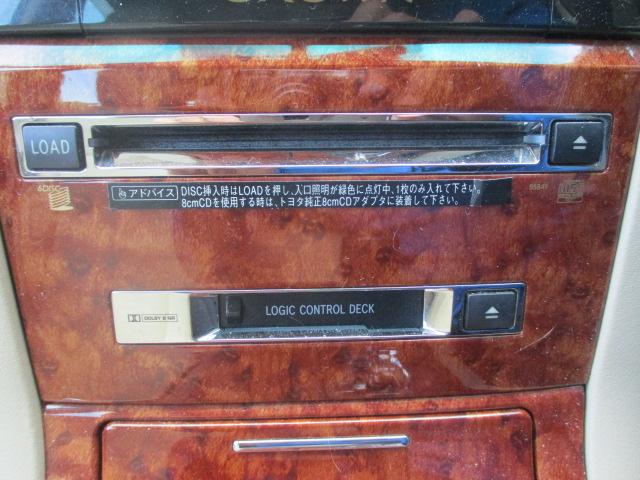 LOAD
6DISC
アドバイス DISC挿入時はLOADを押し、入口照明が緑色に点灯中、1枚のみ入れて下さい。
8cmCDを使用する時は、トヨタ純正8cmCDアダプタに装着して下さい。
DOLBY B NR
LOGIC CONTROL DECK